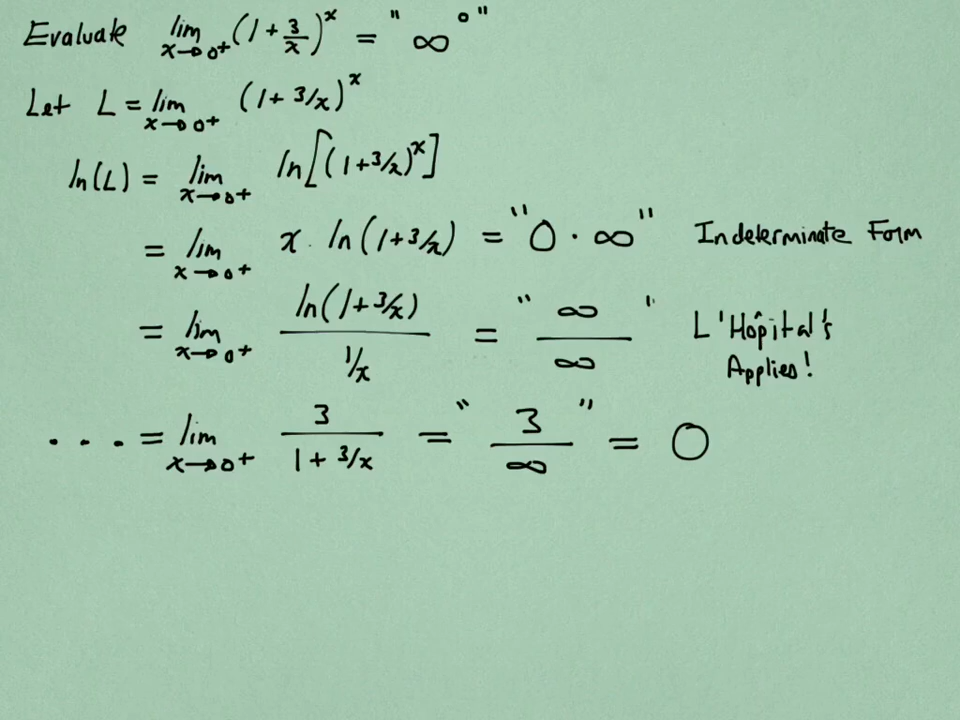 Evaluate lim x→0+ (1 + 3/x)^x = "∞^0"
Let L = lim x→0+ (1 + 3/x)^x
ln(L) = lim x→0+ ln[(1 + 3/x)^x]
= lim x→0+ x · ln(1 + 3/x) = "0 · ∞" Indeterminate Form
= lim x→0+ ln(1 + 3/x) / 1/x = "∞/∞" L'Hôpital's
Applies!
... = lim x→0+ 3 / 1 + 3/x = "3/∞" = 0